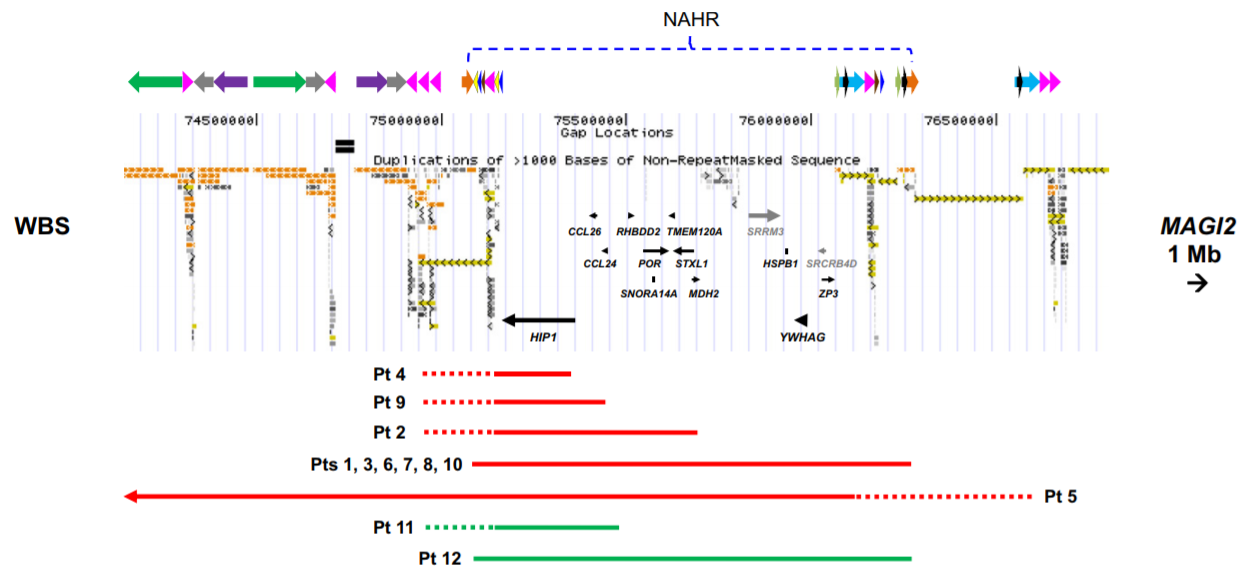 NAHR
74500000|
75000000|
75500000|
76000000|
76500000|
Gap Locations
Duplications of >1000 Bases of Non-RepeatMasked Sequence
WBS
MAGI2
1 Mb
→
CCL26
RHBDD2
TMEM120A
SRRM3
CCL24
POR
STXL1
HSPB1
SRCRB4D
SNORA14A
MDH2
ZP3
HIP1
YWHAG
Pt 4
Pt 9
Pt 2
Pts 1, 3, 6, 7, 8, 10
Pt 5
Pt 11
Pt 12